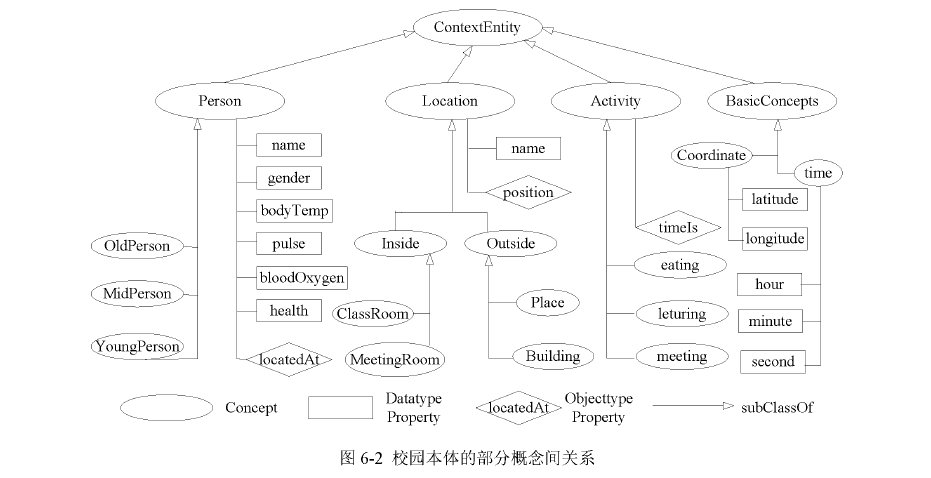 ContextEntity
Person
Location
Activity
BasicConcepts
name
gender
bodyTemp
pulse
bloodOxygen
health
locatedAt
OldPerson
MidPerson
YoungPerson
name
position
Inside
Outside
ClassRoom
MeetingRoom
Place
Building
timeIs
eating
leturing
meeting
Coordinate
time
latitude
longitude
hour
minute
second
Concept
Datatype
Property
locatedAt
Objecttype
Property
subClassOf
图 6-2 校园本体的部分概念间关系